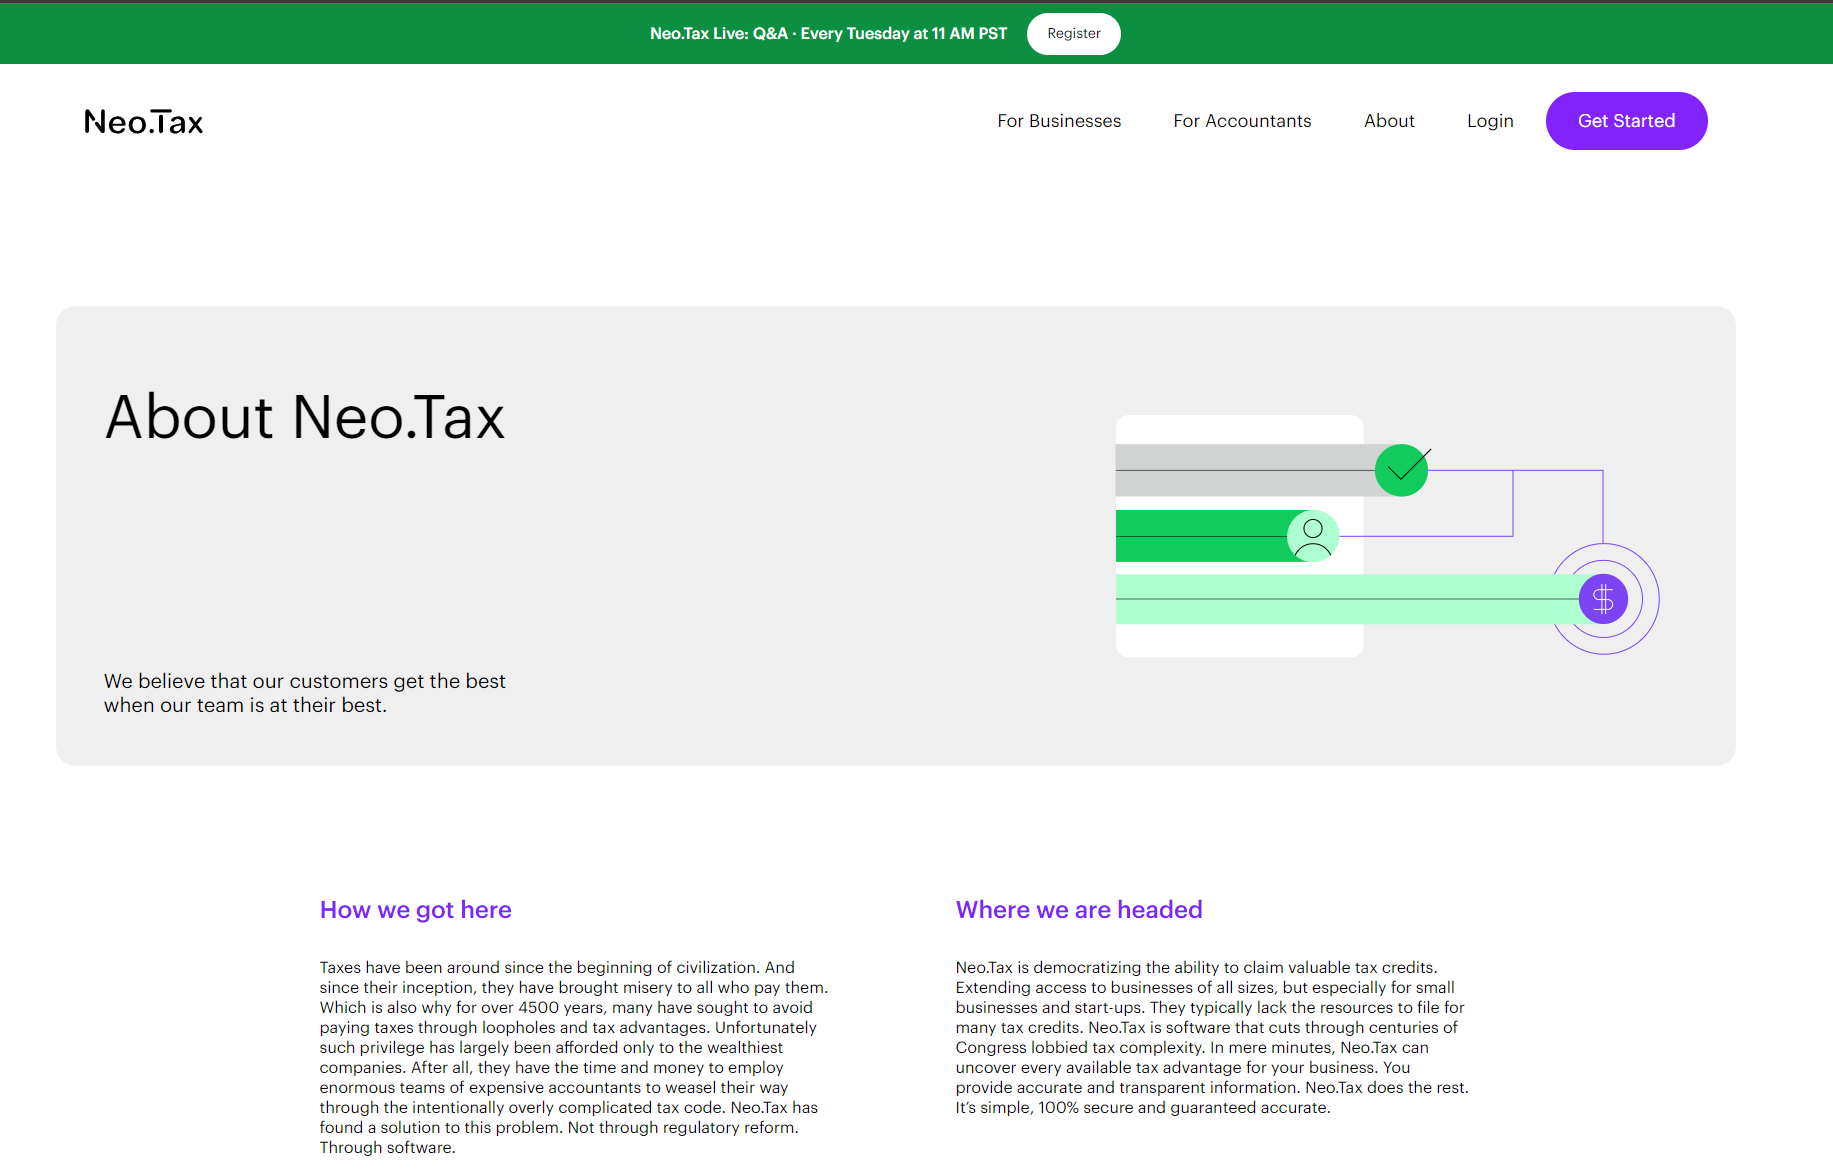 Neo.Tax Live: Q&A · Every Tuesday at 11 AM PST
Register
Neo.Tax
For Businesses
For Accountants
About
Login
Get Started
About Neo.Tax
We believe that our customers get the best
when our team is at their best.
$
How we got here
Taxes have been around since the beginning of civilization. And
since their inception, they have brought misery to all who pay them.
Which is also why for over 4500 years, many have sought to avoid
paying taxes through loopholes and tax advantages. Unfortunately
such privilege has largely been afforded only to the wealthiest
companies. After all, they have the time and money to employ
enormous teams of expensive accountants to weasel their way
through the intentionally overly complicated tax code. Neo.Tax has
found a solution to this problem. Not through regulatory reform.
Through software.
Where we are headed
Neo.Tax is democratizing the ability to claim valuable tax credits.
Extending access to businesses of all sizes, but especially for small
businesses and start-ups. They typically lack the resources to file for
many tax credits. Neo.Tax is software that cuts through centuries of
Congress lobbied tax complexity. In mere minutes, Neo.Tax can
uncover every available tax advantage for your business. You
provide accurate and transparent information. Neo.Tax does the rest.
It’s simple, 100% secure and guaranteed accurate.